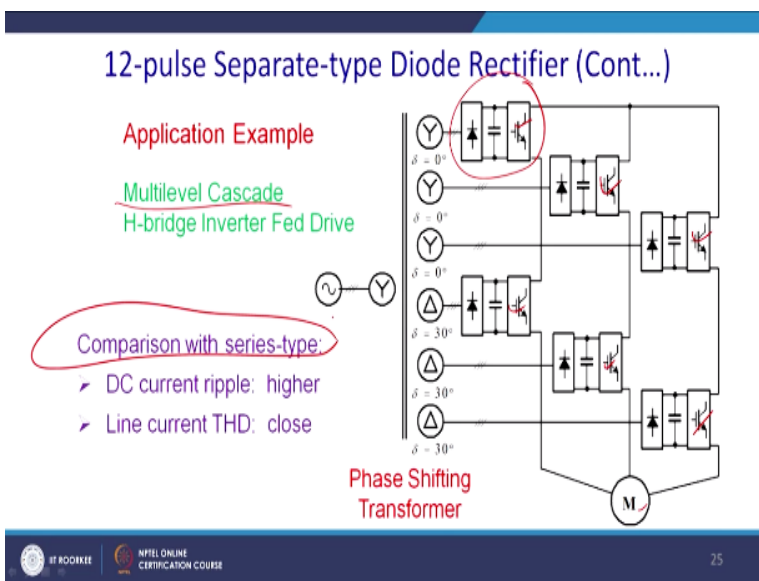 12-pulse Separate-type Diode Rectifier (Cont...)
Application Example
Multilevel Cascade
H-bridge Inverter Fed Drive
Comparison with series-type:
➤ DC current ripple: higher
➤ Line current THD: close
Y
δ = 0°
Y
δ = 0°
Y
δ = 0°
Y
Δ
δ = 30°
Δ
δ = 30°
Δ
δ = 30°
Phase Shifting
Transformer
M
IIT ROORKEE
NPTEL ONLINE
CERTIFICATION COURSE
25